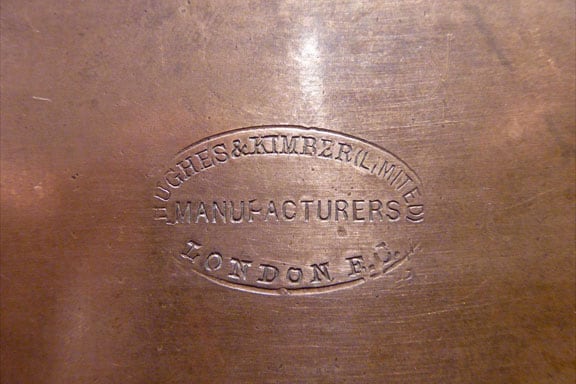 HUGHES & KIMBER (LIMITED)
MANUFACTURERS
LONDON E.C.